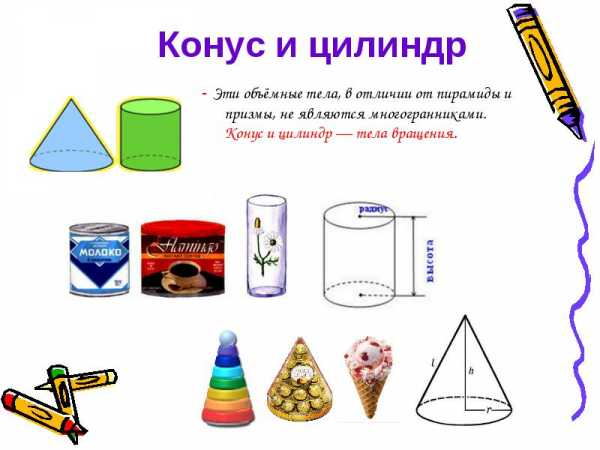 Конус и цилиндр
- Эти объёмные тела, в отличии от пирамиды и
призмы, не являются многогранниками.
Конус и цилиндр — тела вращения.
МОЛОКО
Flamingo
радиус
высота
l
h
r